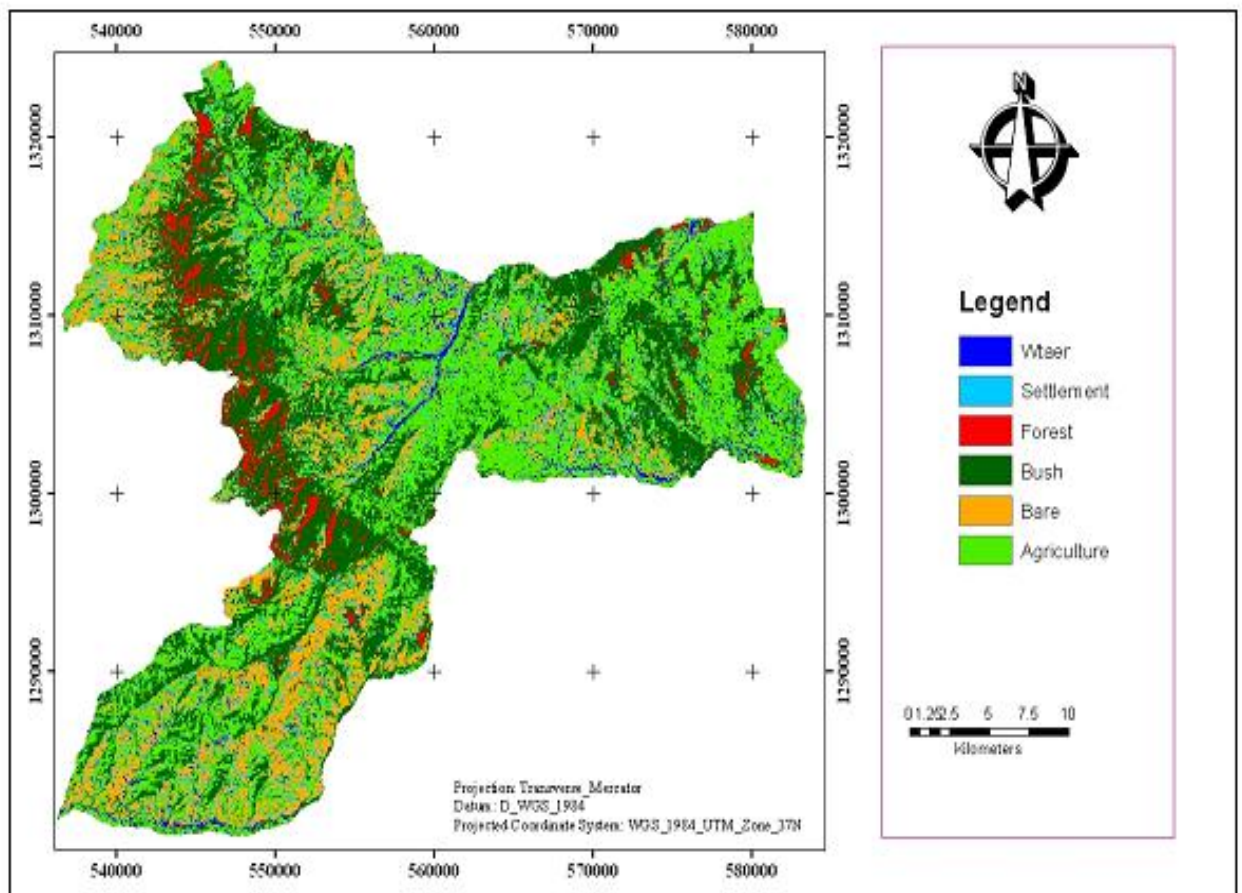 540000 550000 560000 570000 580000
N
1320000 1320000
1310000 1310000
1300000 1300000
1290000 1290000
Legend
Wtaer
Settlement
Forest
Bush
Bare
Agriculture
0 1.252.5 5 7.5 10
Kilometers
Projection: Transverse_Mercator
Datum: D_WGS_1984
Projected Coordinate System: WGS_1984_UTM_Zone_37N
540000 550000 560000 570000 580000